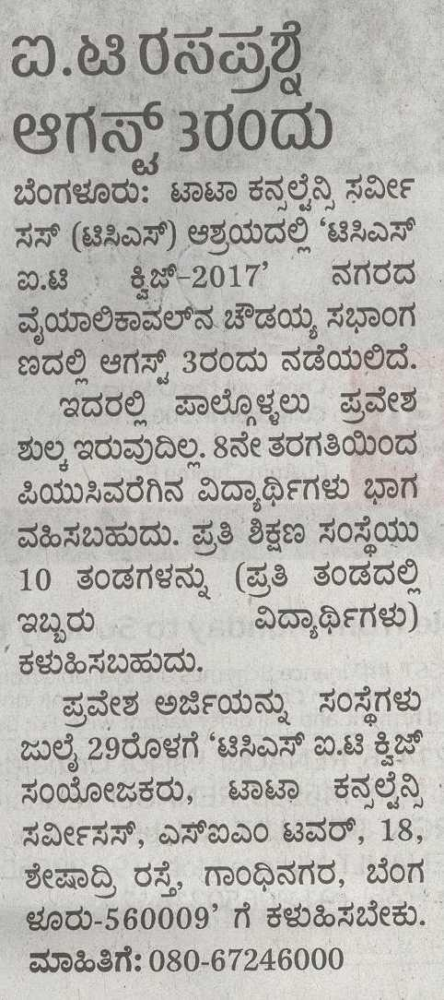 ಐ.ಟಿ ರಸಪ್ರಶ್ನೆ
ಆಗಸ್ಟ್ 3ರಂದು
ಬೆಂಗಳೂರು: ಟಾಟಾ ಕನ್ಸಲ್ಟೆನ್ಸಿ ಸರ್ವೀ
ಸಸ್ (ಟಿಸಿಎಸ್) ಆಶ್ರಯದಲ್ಲಿ ‘ಟಿಸಿಎಸ್
ಐ.ಟಿ ಕ್ವಿಜ್-2017’ ನಗರದ
ವೈಯಾಲಿಕಾವಲ್‌ನ ಚೌಡಯ್ಯ ಸಭಾಂಗ
ಣದಲ್ಲಿ ಆಗಸ್ಟ್ 3ರಂದು ನಡೆಯಲಿದೆ.
ಇದರಲ್ಲಿ ಪಾಲ್ಗೊಳ್ಳಲು ಪ್ರವೇಶ
ಶುಲ್ಕ ಇರುವುದಿಲ್ಲ. 8ನೇ ತರಗತಿಯಿಂದ
ಪಿಯುಸಿವರೆಗಿನ ವಿದ್ಯಾರ್ಥಿಗಳು ಭಾಗ
ವಹಿಸಬಹುದು. ಪ್ರತಿ ಶಿಕ್ಷಣ ಸಂಸ್ಥೆಯು
10 ತಂಡಗಳನ್ನು (ಪ್ರತಿ ತಂಡದಲ್ಲಿ
ಇಬ್ಬರು ವಿದ್ಯಾರ್ಥಿಗಳು)
ಕಳುಹಿಸಬಹುದು.
ಪ್ರವೇಶ ಅರ್ಜಿಯನ್ನು ಸಂಸ್ಥೆಗಳು
ಜುಲೈ 29ರೊಳಗೆ ‘ಟಿಸಿಎಸ್ ಐ.ಟಿ ಕ್ವಿಜ್
ಸಂಯೋಜಕರು, ಟಾಟಾ ಕನ್ಸಲ್ಟೆನ್ಸಿ
ಸರ್ವೀಸಸ್, ಎಸ್‌ಐಎಂ ಟವರ್, 18,
ಶೇಷಾದ್ರಿ ರಸ್ತೆ, ಗಾಂಧಿನಗರ, ಬೆಂಗ
ಳೂರು-560009’ ಗೆ ಕಳುಹಿಸಬೇಕು.
ಮಾಹಿತಿಗೆ: 080-67246000